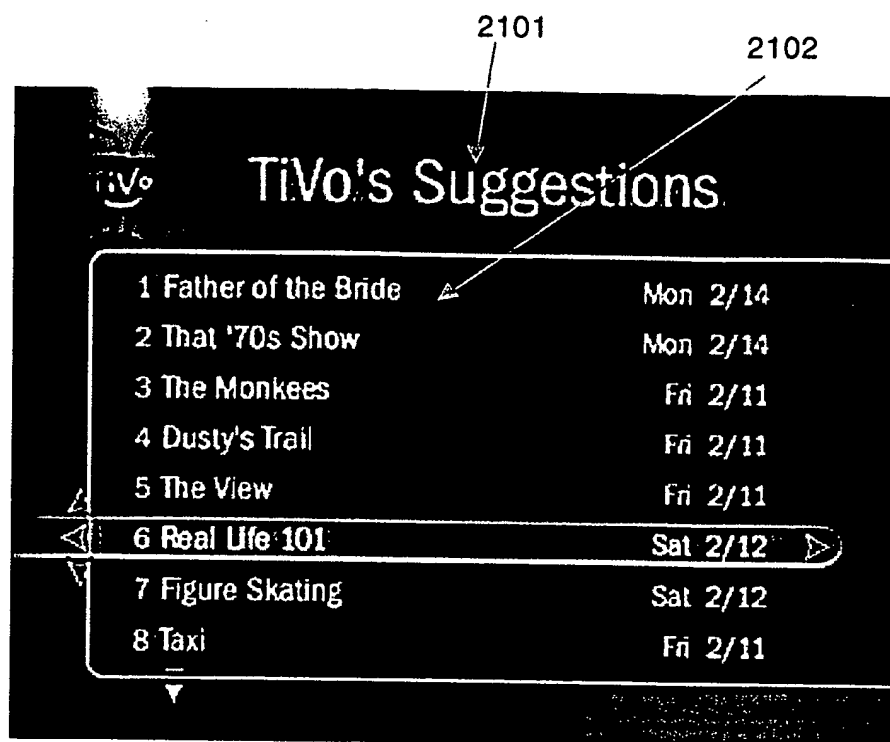 2101
2102
TiVo
TiVo's Suggestions
1 Father of the Bride Mon 2/14
2 That '70s Show Mon 2/14
3 The Monkees Fri 2/11
4 Dusty's Trail Fri 2/11
5 The View Fri 2/11
6 Real Life 101 Sat 2/12
7 Figure Skating Sat 2/12
8 Taxi Fri 2/11